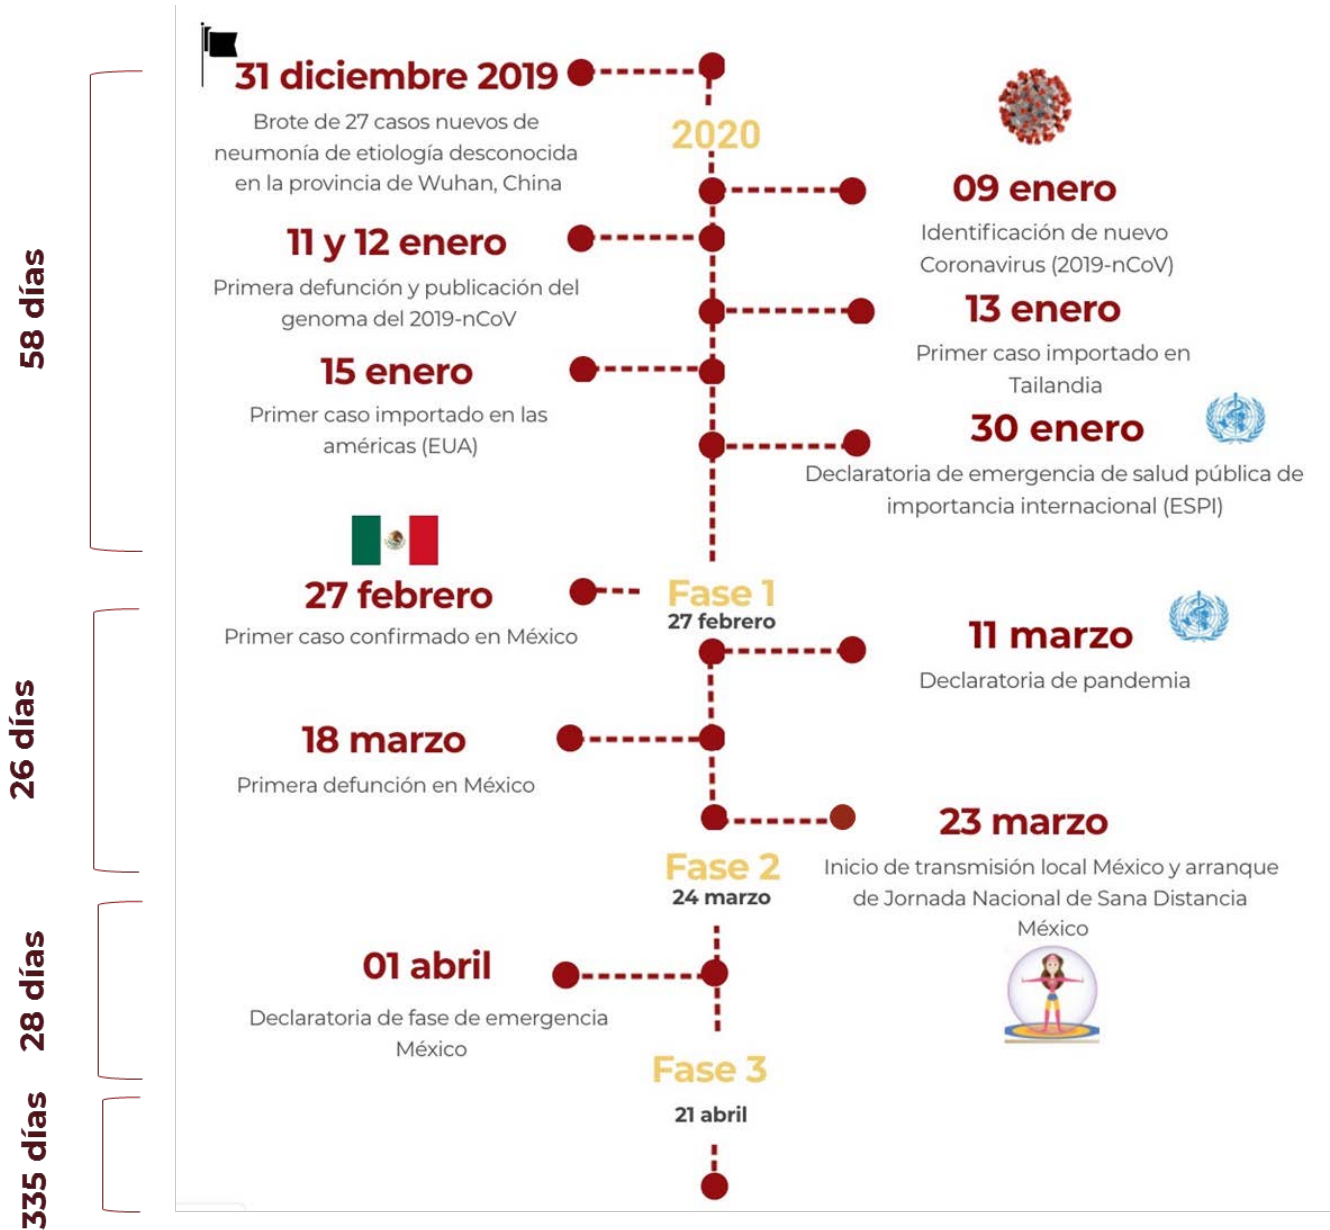 31 diciembre 2019
Brote de 27 casos nuevos de
neumonía de etiología desconocida
en la provincia de Wuhan, China
2020
09 enero
Identificación de nuevo
Coronavirus (2019-nCoV)
11 y 12 enero
Primera defunción y publicación del
genoma del 2019-nCoV
13 enero
Primer caso importado en
Tailandia
15 enero
Primer caso importado en las
américas (EUA)
30 enero
Declaratoria de emergencia de salud pública de
importancia internacional (ESPI)
58 días
27 febrero
Primer caso confirmado en México
Fase 1
27 febrero
11 marzo
Declaratoria de pandemia
18 marzo
Primera defunción en México
23 marzo
Inicio de transmisión local México y arranque
de Jornada Nacional de Sana Distancia
México
26 días
Fase 2
24 marzo
01 abril
Declaratoria de fase de emergencia
México
28 días
Fase 3
21 abril
335 días